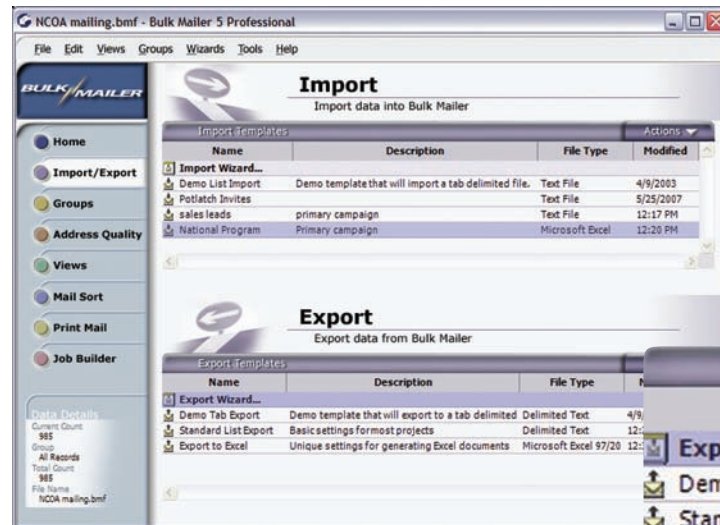 NCOA mailing.bmf - Bulk Mailer 5 Professional
File Edit Views Groups Wizards Tools Help
BULK MAILER
Home
Import/Export
Groups
Address Quality
Views
Mail Sort
Print Mail
Job Builder
Data Details
Current Count
985
Group
All Records
Total Count
985
File Name
NCOA mailing.bmf
Import
Import data into Bulk Mailer
Import Templates Actions
Name Description File Type Modified
Import Wizard...
Demo List Import Demo template that will import a tab delimited file. Text File 4/9/2003
Potlatch Invites Text File 5/25/2007
sales leads primary campaign Text File 12:17 PM
National Program Primary campaign Microsoft Excel 12:20 PM
Export
Export data from Bulk Mailer
Export Templates
Name Description File Type
Export Wizard...
Demo Tab Export Demo template that will export to a tab delimited Delimited Text 4/9/
Standard List Export Basic settings for most projects Delimited Text 12:
Export to Excel Unique settings for generating Excel documents Microsoft Excel 97/20 12:
Exp
Dem
Star